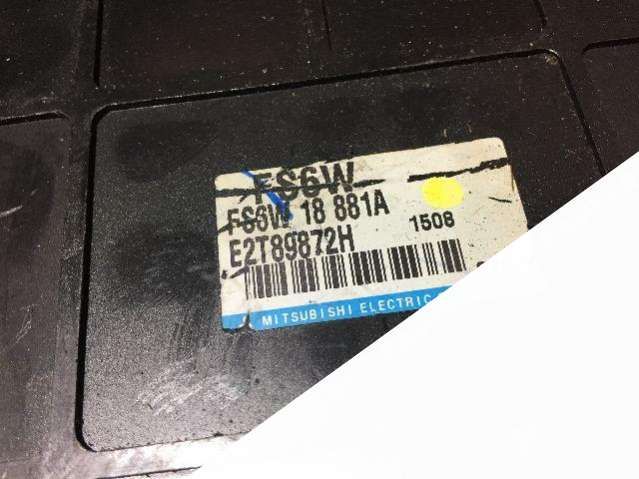 FS6W
FS6W 18 881A
1508
E2T89872H
MITSUBISHI ELECTRIC